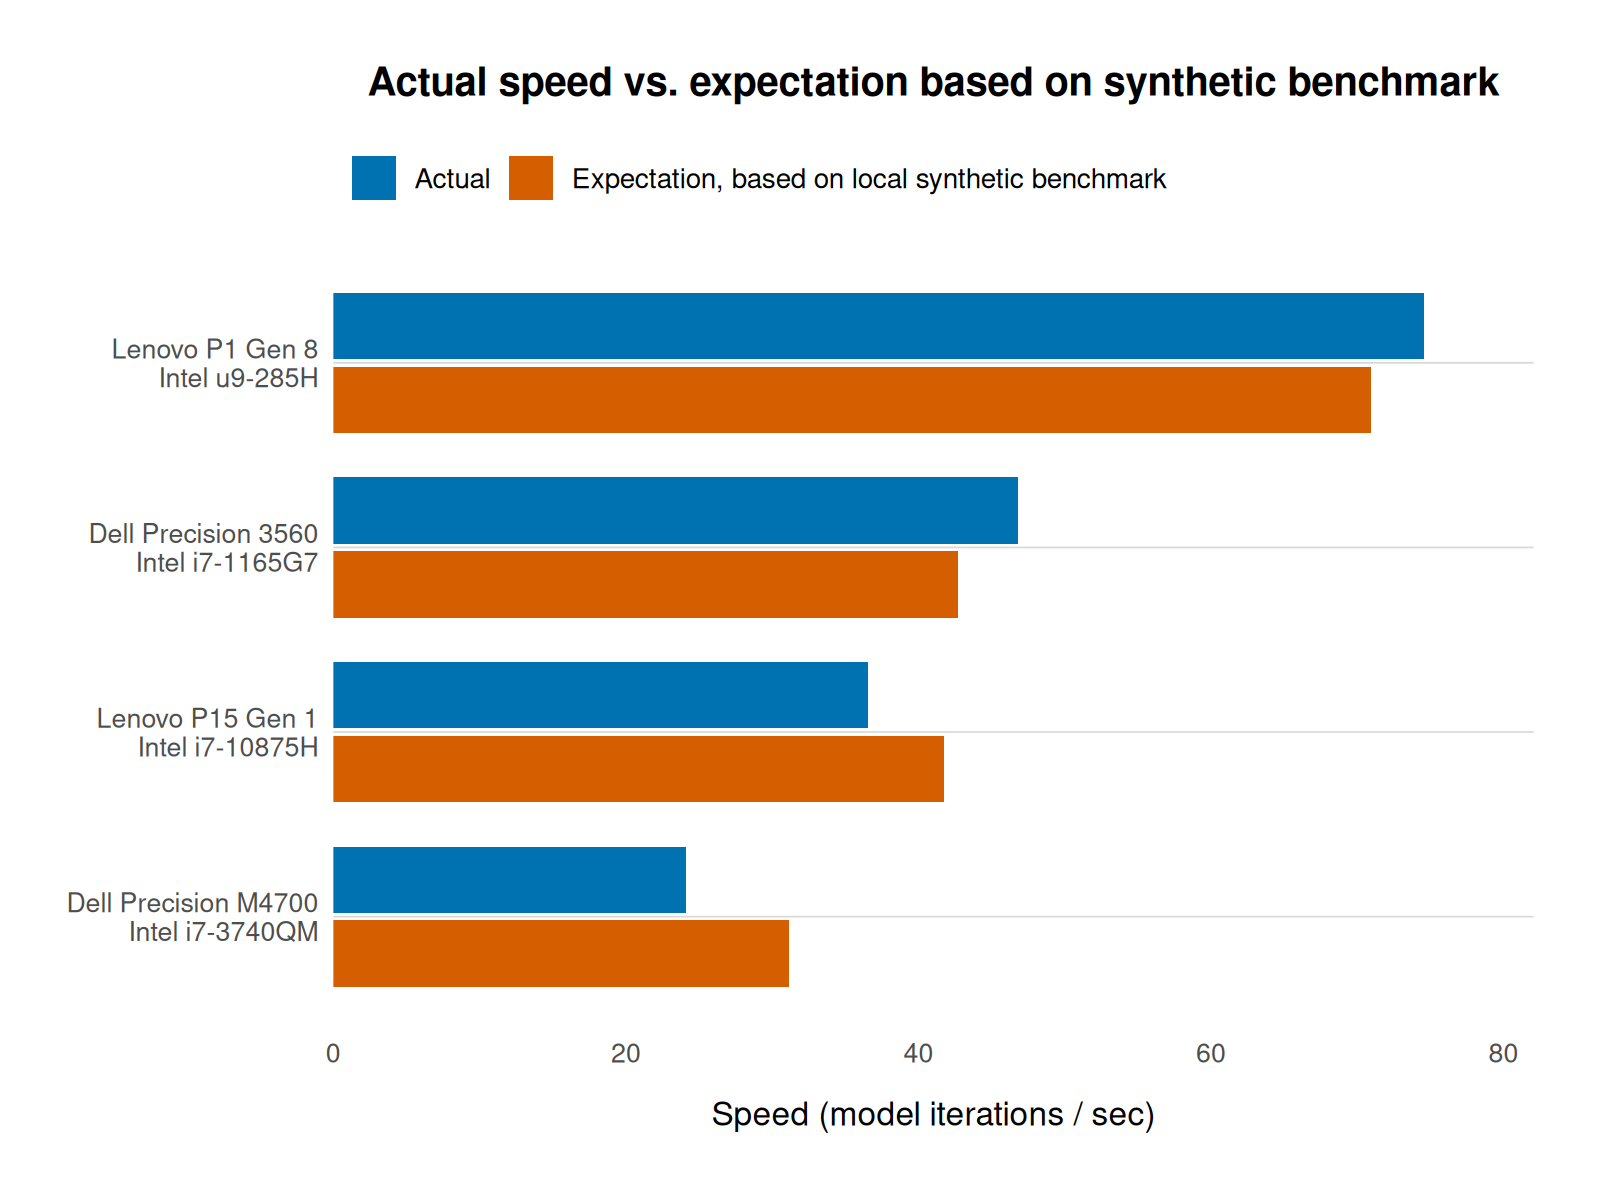 Actual speed vs. expectation based on synthetic benchmark
Actual
Expectation, based on local synthetic benchmark
Lenovo P1 Gen 8
Intel u9-285H
Dell Precision 3560
Intel i7-1165G7
Lenovo P15 Gen 1
Intel i7-10875H
Dell Precision M4700
Intel i7-3740QM
0 20 40 60 80
Speed (model iterations / sec)